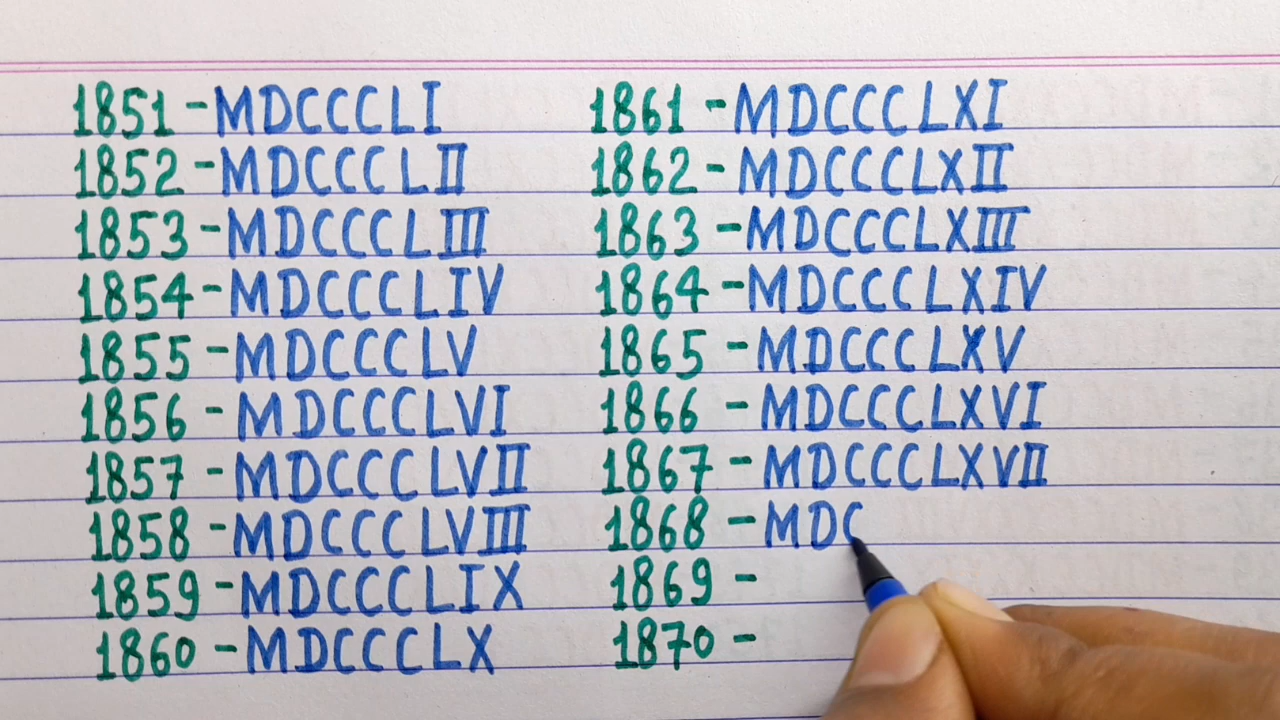 1851 - MDCCCLI
1852 - MDCCCLII
1853 - MDCCCLIII
1854 - MDCCCLIV
1855 - MDCCCLV
1856 - MDCCCLVI
1857 - MDCCCLVII
1858 - MDCCCLVIII
1859 - MDCCCLIX
1860 - MDCCCLX
1861 - MDCCCLXI
1862 - MDCCCLXII
1863 - MDCCCLXIII
1864 - MDCCCLXIV
1865 - MDCCCLXV
1866 - MDCCCLXVI
1867 - MDCCCLXVII
1868 - MDC
1869 -
1870 -